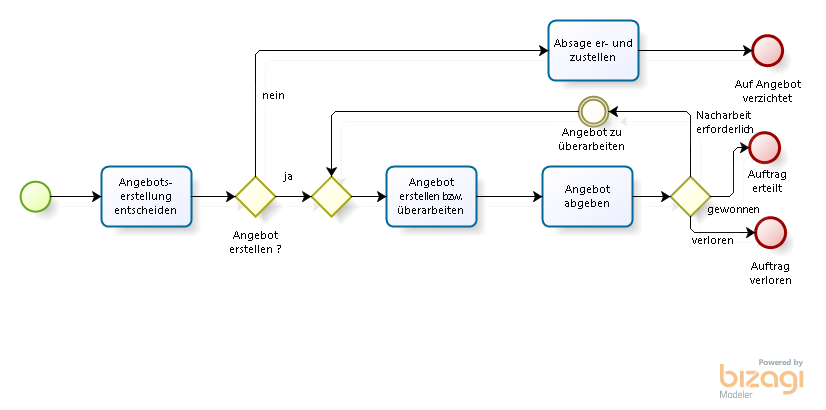 Absage er- und
zustellen
Auf Angebot
verzichtet
nein
Nacharbeit
erforderlich
Angebot zu
überarbeiten
Angebots-
erstellung
entscheiden
ja
Angebot
erstellen bzw.
überarbeiten
Angebot
abgeben
Auftrag
erteilt
gewonnen
Angebot
erstellen ?
verloren
Auftrag
verloren
Powered by
bizagi
Modeler